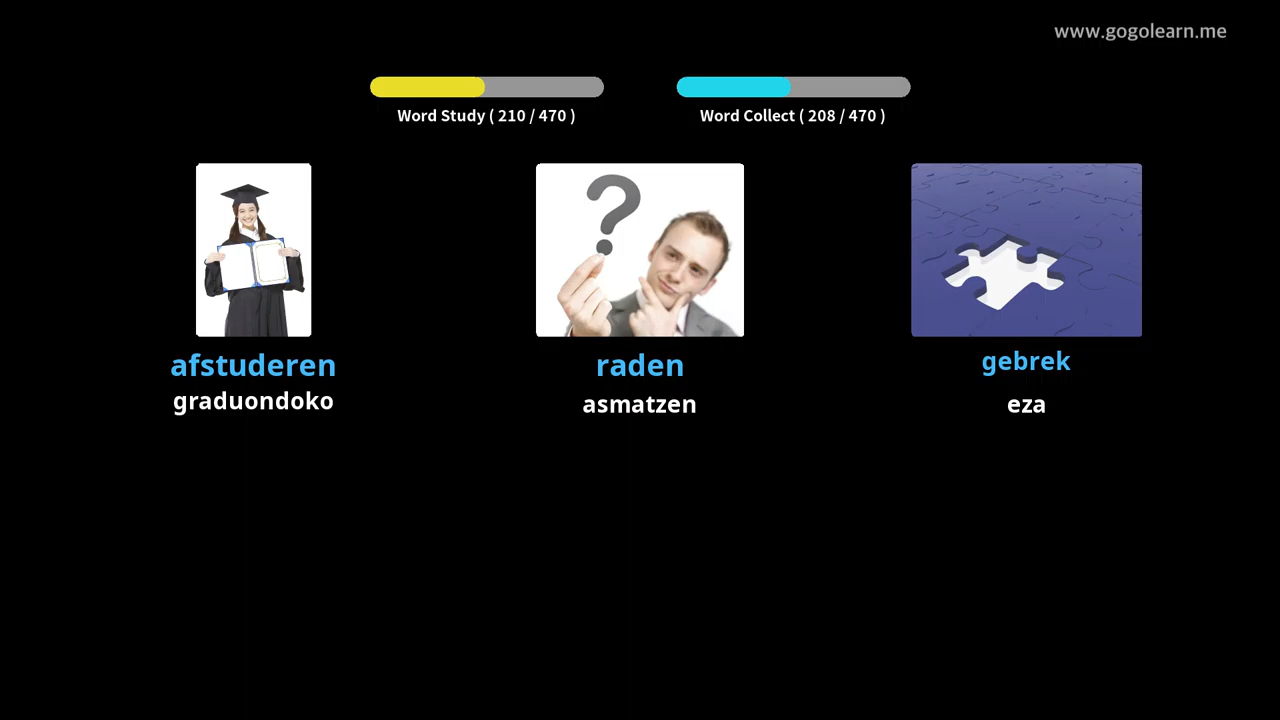 www.gogolearn.me
Word Study ( 210 / 470 )
Word Collect ( 208 / 470 )
afstuderen
graduondoko
raden
asmatzen
gebrek
eza